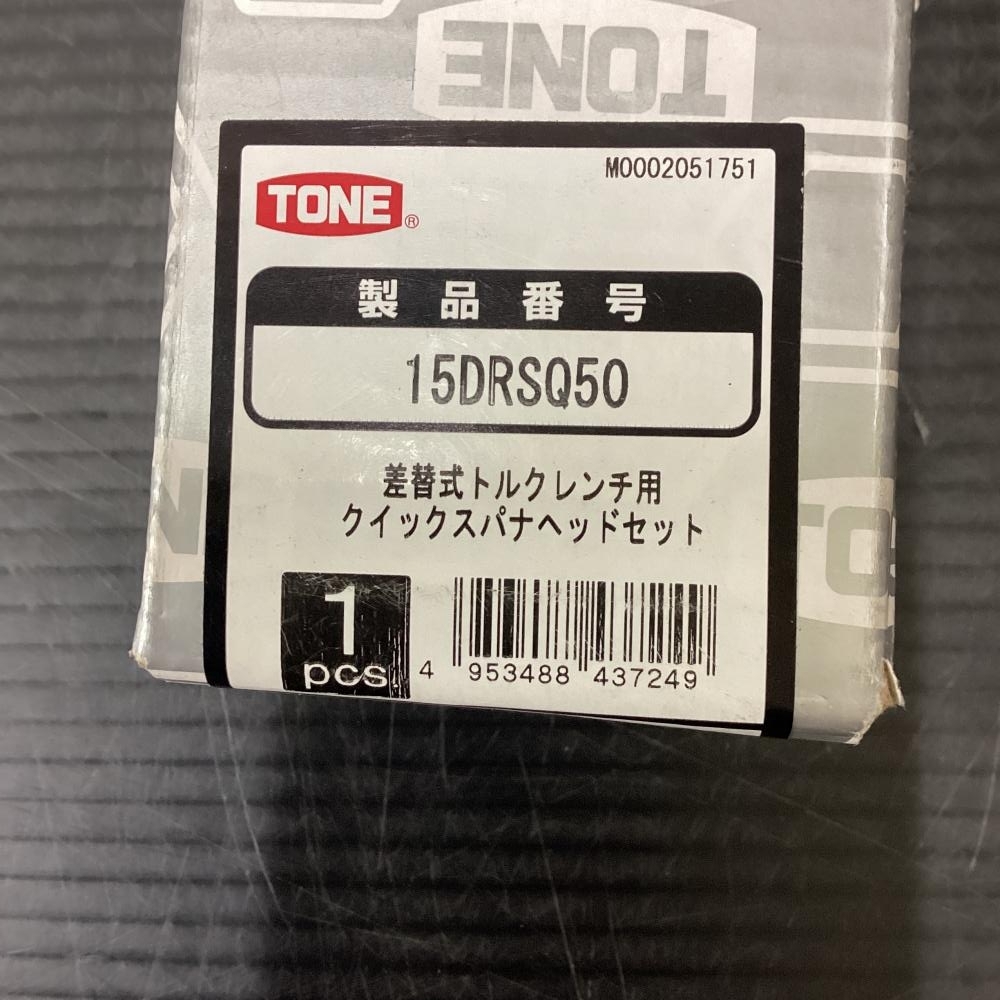 TONE
M0002051751
TONE®
製品番号
15DRSQ50
差替式トルクレンチ用
クイックスパナヘッドセット
1
pcs.
4 953488 437249
TO